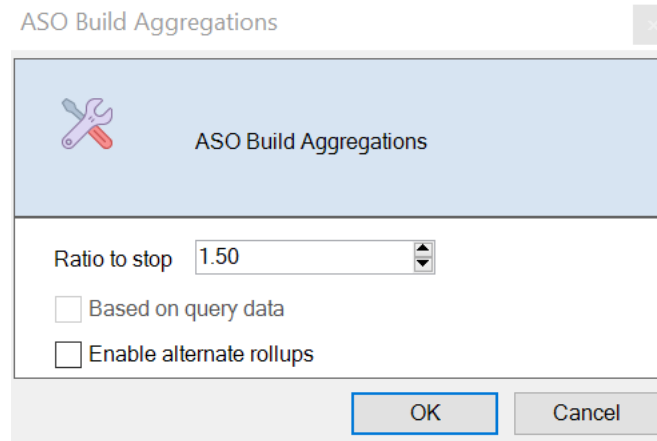 ASO Build Aggregations
ASO Build Aggregations
Ratio to stop 1.50
Based on query data
Enable alternate rollups
OK Cancel